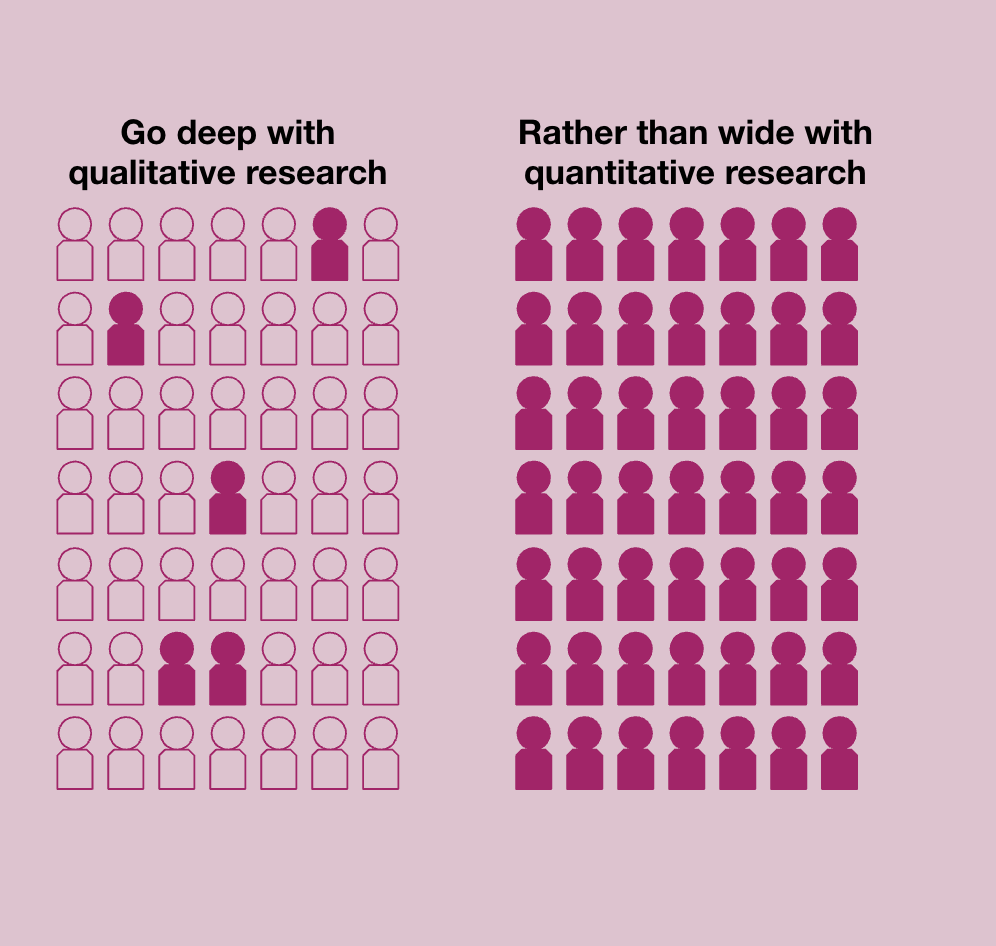 Go deep with
qualitative research
Rather than wide with
quantitative research